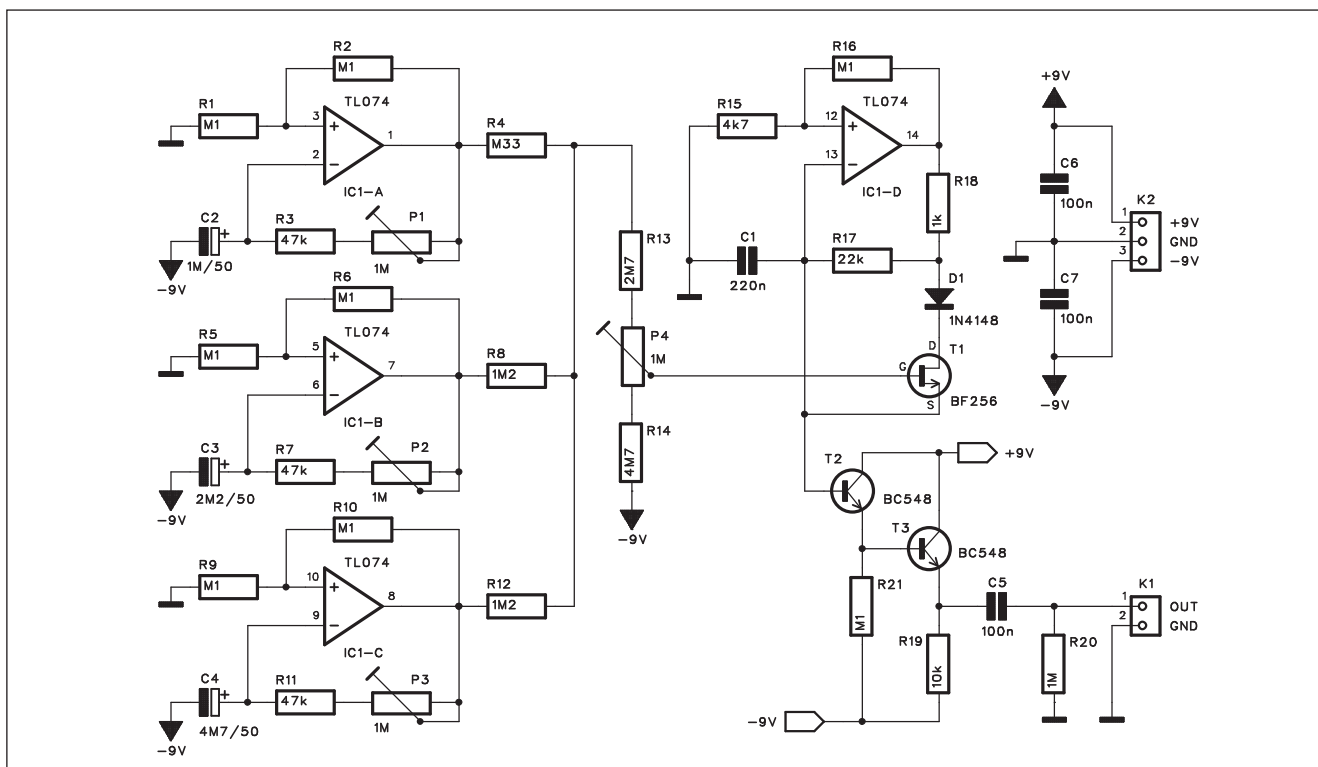 R2
M1
TL074
R1
M1
3
+
1
2
−
IC1-A
R4
M33
C2
+
1M/50
-9V
R3
47k
P1
1M
R6
M1
TL074
R5
M1
5
+
7
6
−
IC1-B
R8
1M2
C3
+
2M2/50
-9V
R7
47k
P2
1M
R10
M1
TL074
R9
M1
10
+
8
9
−
IC1-C
R12
1M2
C4
+
4M7/50
-9V
R11
47k
P3
1M
R13
2M7
P4
1M
R14
4M7
-9V
R16
M1
TL074
R15
4k7
12
+
14
13
−
IC1-D
R18
1k
C1
220n
R17
22k
D1
1N4148
D
T1
G
S
BF256
T2
BC548
+9V
T3
BC548
R21
M1
R19
10k
-9V
C5
100n
R20
1M
K1
1
OUT
2
GND
+9V
C6
100n
C7
100n
-9V
K2
1
+9V
2
GND
3
-9V